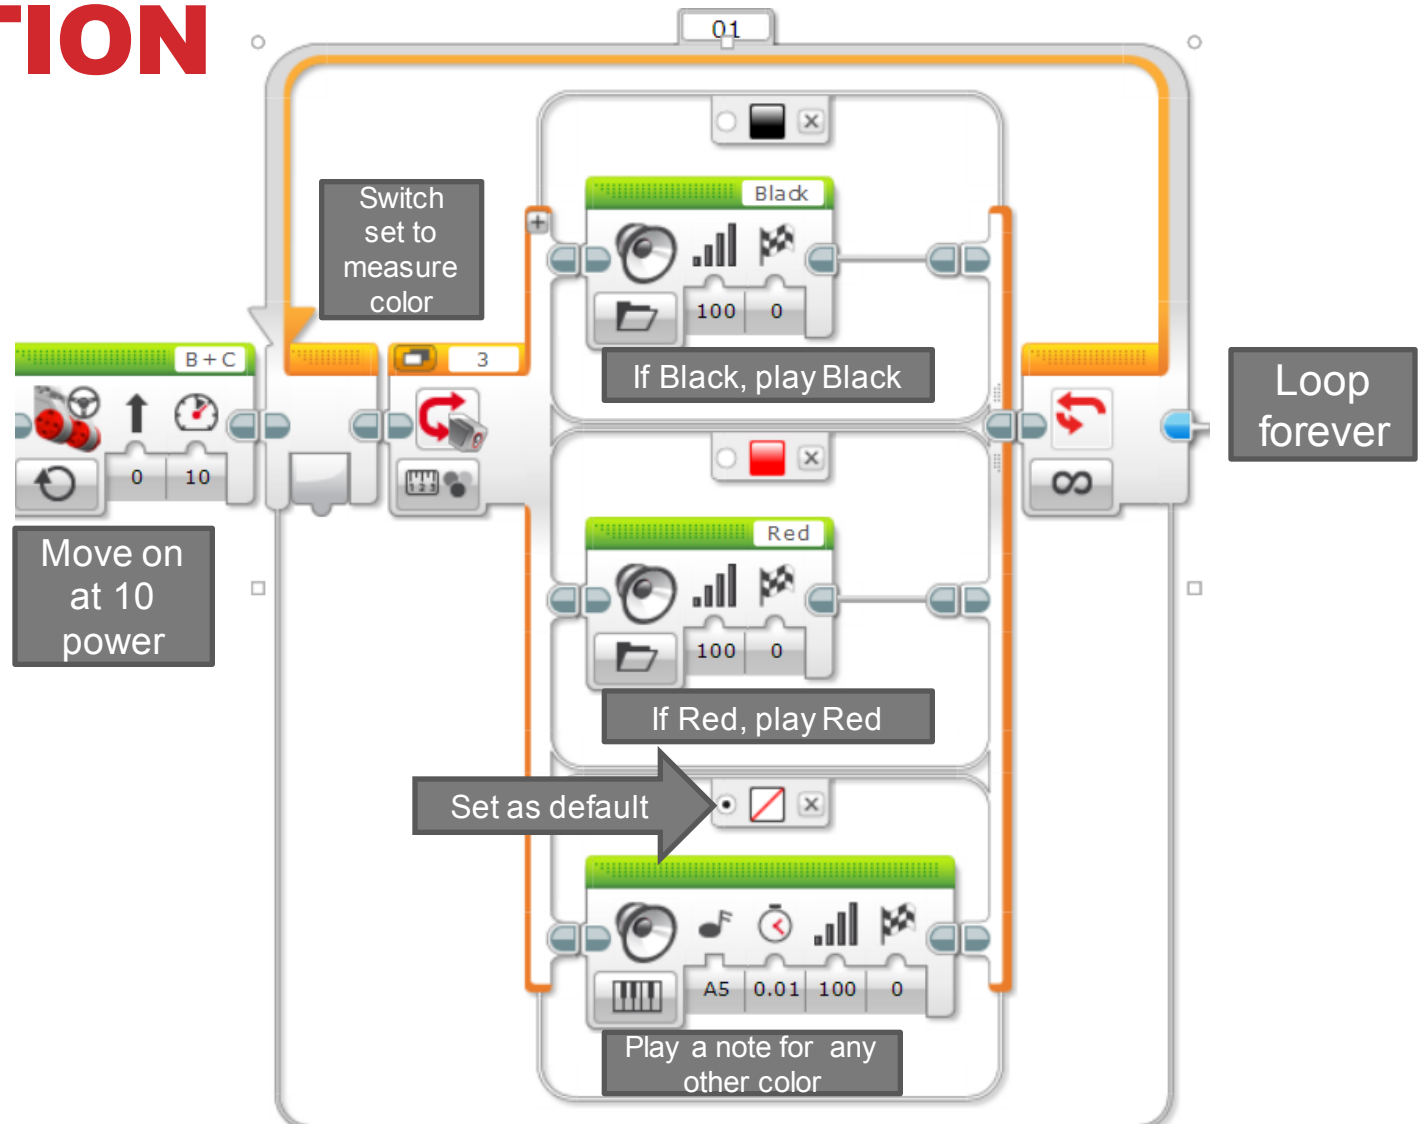 TION
01
Black
Switch
set to
measure
color
100 0
3
B + C
If Black, play Black
Loop
forever
0 10
Red
Move on
at 10
power
100 0
If Red, play Red
Set as default
A5 0.01 100 0
Play a note for any
other color